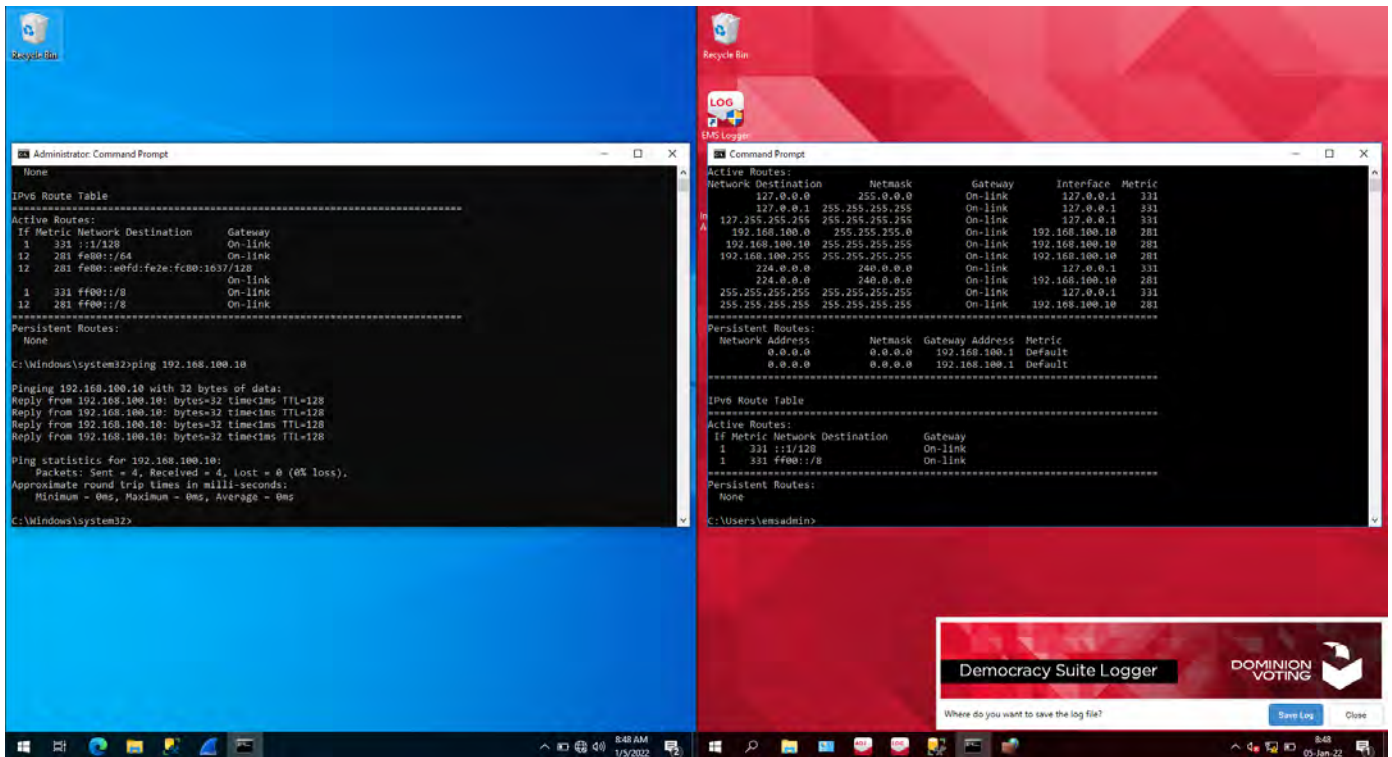 Recycle Bin
Administrator: Command Prompt
None
IPv6 Route Table
===========================================================================
Active Routes:
If Metric Network Destination      Gateway
1    331 ::1/128                  On-link
12    281 fe80::/64                On-link
12    281 fe80::e0fd:fe2e:fc80:1637/128
On-link
1    331 ff00::/8                 On-link
12    281 ff00::/8                 On-link
===========================================================================
Persistent Routes:
None
C:\Windows\system32>ping 192.168.100.10
Pinging 192.168.100.10 with 32 bytes of data:
Reply from 192.168.100.10: bytes=32 time<1ms TTL=128
Reply from 192.168.100.10: bytes=32 time<1ms TTL=128
Reply from 192.168.100.10: bytes=32 time<1ms TTL=128
Reply from 192.168.100.10: bytes=32 time<1ms TTL=128
Ping statistics for 192.168.100.10:
Packets: Sent = 4, Received = 4, Lost = 0 (0% loss),
Approximate round trip times in milli-seconds:
Minimum = 0ms, Maximum = 0ms, Average = 0ms
C:\Windows\system32>
8:48 AM
1/5/2022
2
Recycle Bin
LOG
EMS Logger
In
A
Command Prompt
Active Routes:
Network Destination        Netmask          Gateway       Interface  Metric
127.0.0.0        255.0.0.0         On-link         127.0.0.1    331
127.0.0.1  255.255.255.255         On-link         127.0.0.1    331
127.255.255.255  255.255.255.255         On-link         127.0.0.1    331
192.168.100.0    255.255.255.0         On-link    192.168.100.10    281
192.168.100.10  255.255.255.255         On-link    192.168.100.10    281
192.168.100.255  255.255.255.255         On-link    192.168.100.10    281
224.0.0.0        240.0.0.0         On-link         127.0.0.1    331
224.0.0.0        240.0.0.0         On-link    192.168.100.10    281
255.255.255.255  255.255.255.255         On-link         127.0.0.1    331
255.255.255.255  255.255.255.255         On-link    192.168.100.10    281
===========================================================================
Persistent Routes:
Network Address          Netmask  Gateway Address  Metric
0.0.0.0          0.0.0.0    192.168.100.1  Default
0.0.0.0          0.0.0.0    192.168.100.1  Default
===========================================================================
IPv6 Route Table
===========================================================================
Active Routes:
If Metric Network Destination      Gateway
1    331 ::1/128                  On-link
1    331 ff00::/8                 On-link
===========================================================================
Persistent Routes:
None
C:\Users\emsadmin>
Democracy Suite Logger
DOMINION
VOTING
Where do you want to save the log file?
Save Log
Close
ADJ
LOG
8:48
05-Jan-22